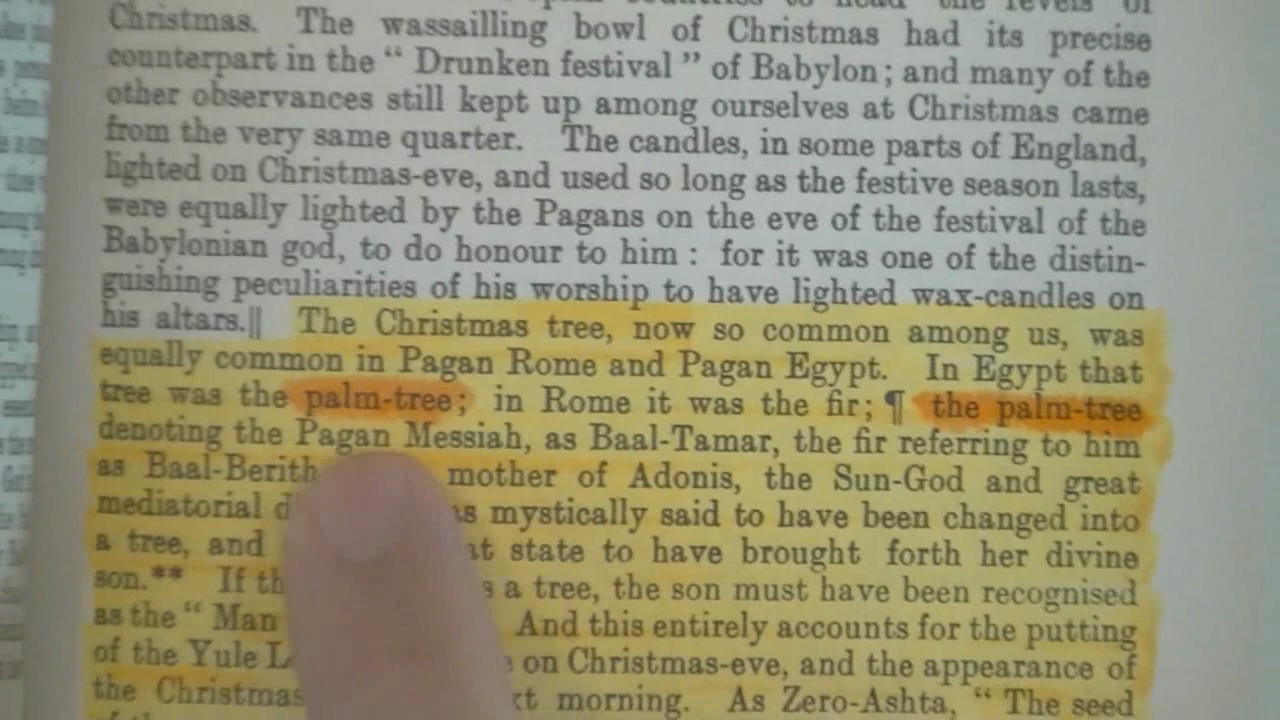 Christmas. The wassailling bowl of Christmas had its precise
counterpart in the “ Drunken festival ” of Babylon ; and many of the
other observances still kept up among ourselves at Christmas came
from the very same quarter. The candles, in some parts of England,
lighted on Christmas-eve, and used so long as the festive season lasts,
were equally lighted by the Pagans on the eve of the festival of the
Babylonian god, to do honour to him : for it was one of the distin-
guishing peculiarities of his worship to have lighted wax-candles on
his altars.‖ The Christmas tree, now so common among us, was
equally common in Pagan Rome and Pagan Egypt. In Egypt that
tree was the palm-tree; in Rome it was the fir; ¶ the palm-tree
denoting the Pagan Messiah, as Baal-Tamar, the fir referring to him
as Baal-Berith mother of Adonis, the Sun-God and great
mediatorial mystically said to have been changed into
a tree, and state to have brought forth her divine
son.** If a tree, the son must have been recognised
as the “ Man And this entirely accounts for the putting
of the Yule on Christmas-eve, and the appearance of
the Christmas morning. As Zero-Ashta, “ The seed